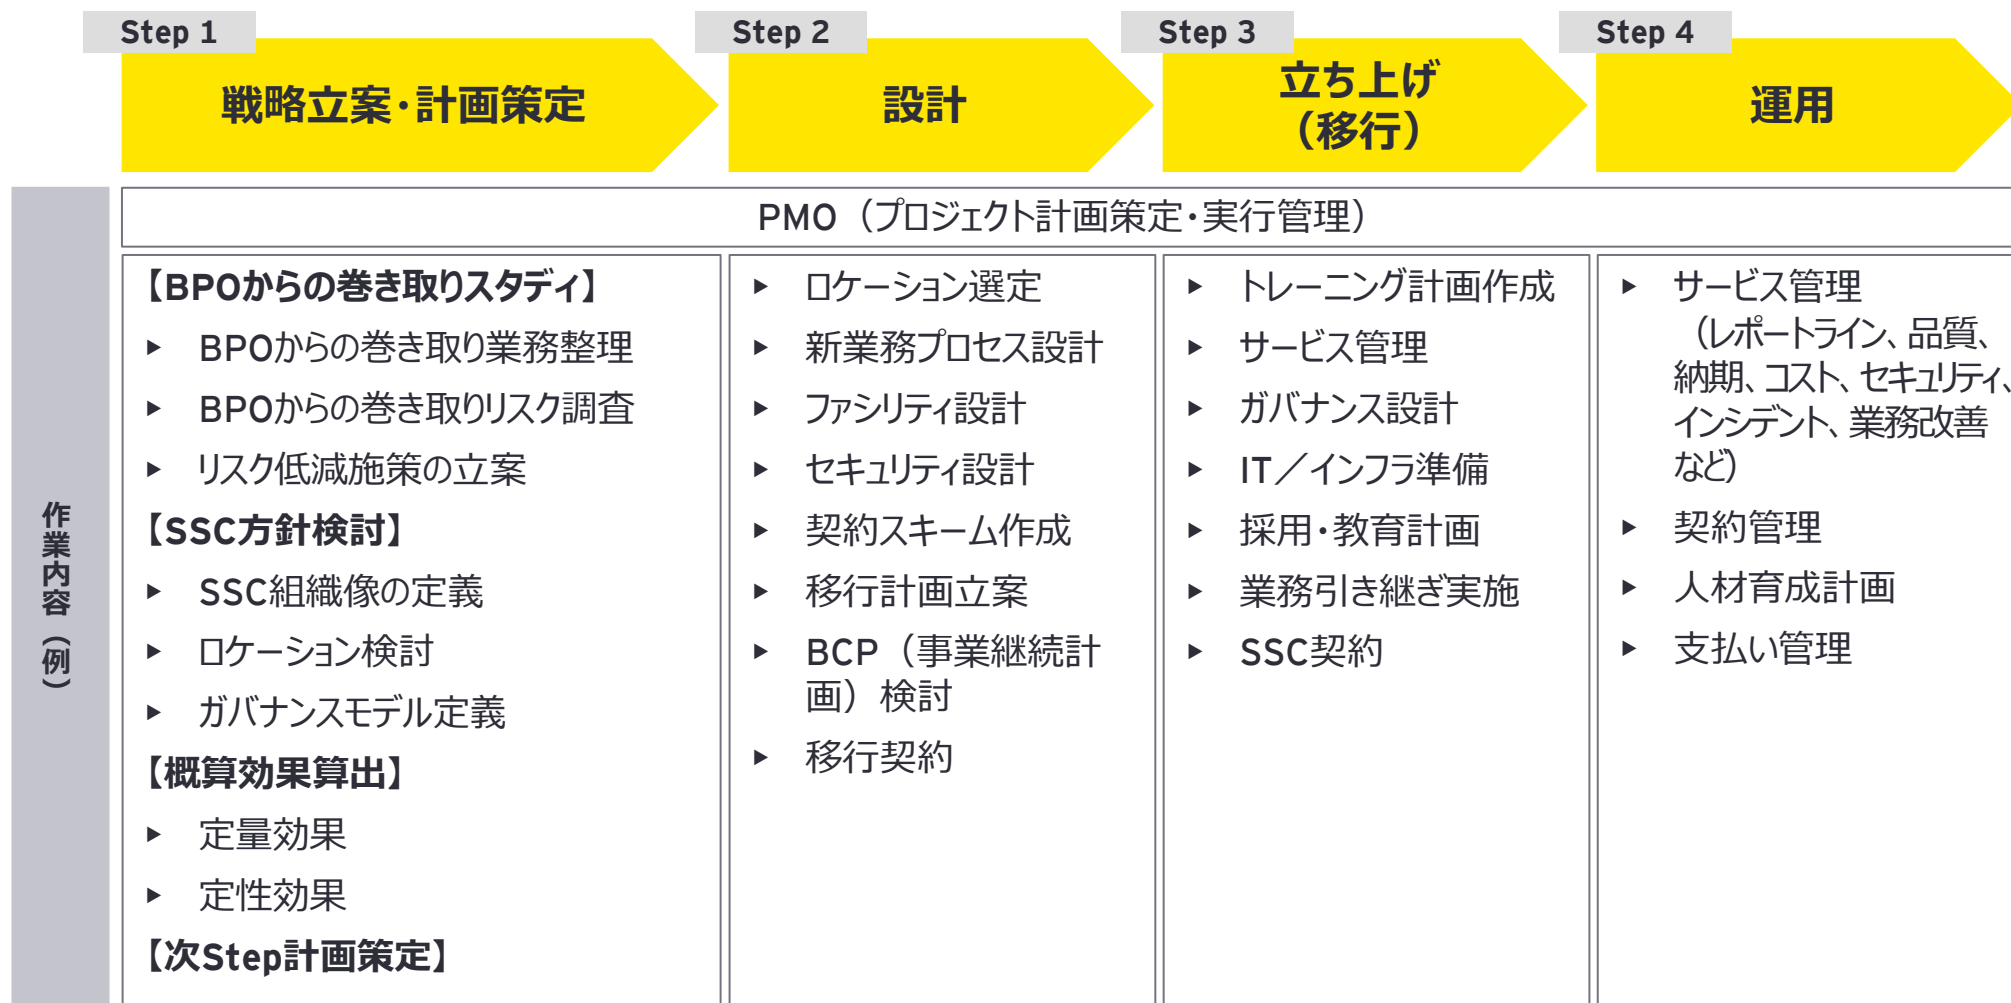 Step 1
戦略立案・計画策定
Step 2
設計
Step 3
立ち上げ
（移行）
Step 4
運用
作業内容（例）
PMO（プロジェクト計画策定・実行管理）
【BPOからの巻き取りスタディ】
▶ BPOからの巻き取り業務整理
▶ BPOからの巻き取りリスク調査
▶ リスク低減施策の立案
【SSC方針検討】
▶ SSC組織像の定義
▶ ロケーション検討
▶ ガバナンスモデル定義
【概算効果算出】
▶ 定量効果
▶ 定性効果
【次Step計画策定】
▶ ロケーション選定
▶ 新業務プロセス設計
▶ ファシリティ設計
▶ セキュリティ設計
▶ 契約スキーム作成
▶ 移行計画立案
▶ BCP（事業継続計
画）検討
▶ 移行契約
▶ トレーニング計画作成
▶ サービス管理
▶ ガバナンス設計
▶ IT／インフラ準備
▶ 採用・教育計画
▶ 業務引き継ぎ実施
▶ SSC契約
▶ サービス管理
（レポートライン、品質、
納期、コスト、セキュリティ、
インシデント、業務改善
など）
▶ 契約管理
▶ 人材育成計画
▶ 支払い管理